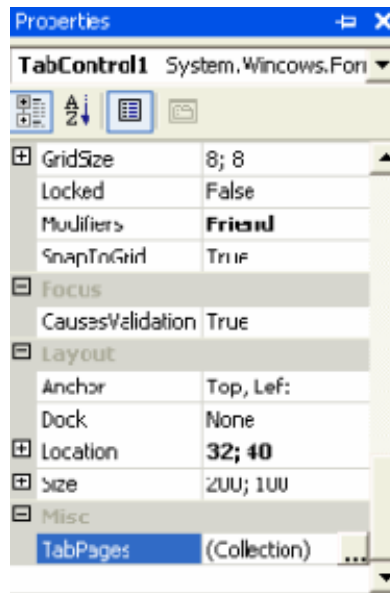 Properties
TabControl1 System.Windows.Forn
GridSize 8; 8
Locked False
Modifiers Friend
SnapToGrid True
Focus
CausesValidation True
Layout
Anchor Top, Left
Dock None
Location 32; 40
Size 200; 100
Misc
TabPages (Collection) ...